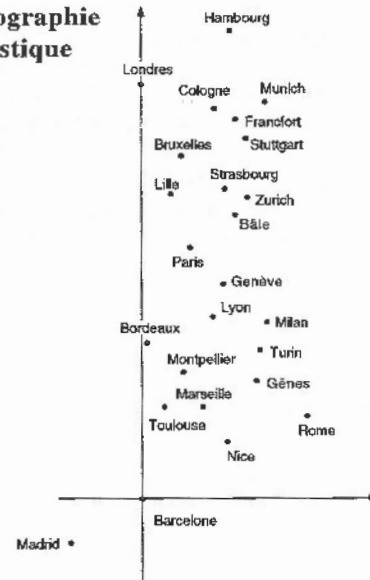 ographie
stique
Hambourg
Londres
Cologne
Munich
Francfort
Bruxelles
Stuttgart
Strasbourg
Lille
Zurich
Bâle
Paris
Genève
Lyon
Milan
Bordeaux
Turin
Montpellier
Gênes
Marseille
Toulouse
Rome
Nice
Barcelone
Madrid